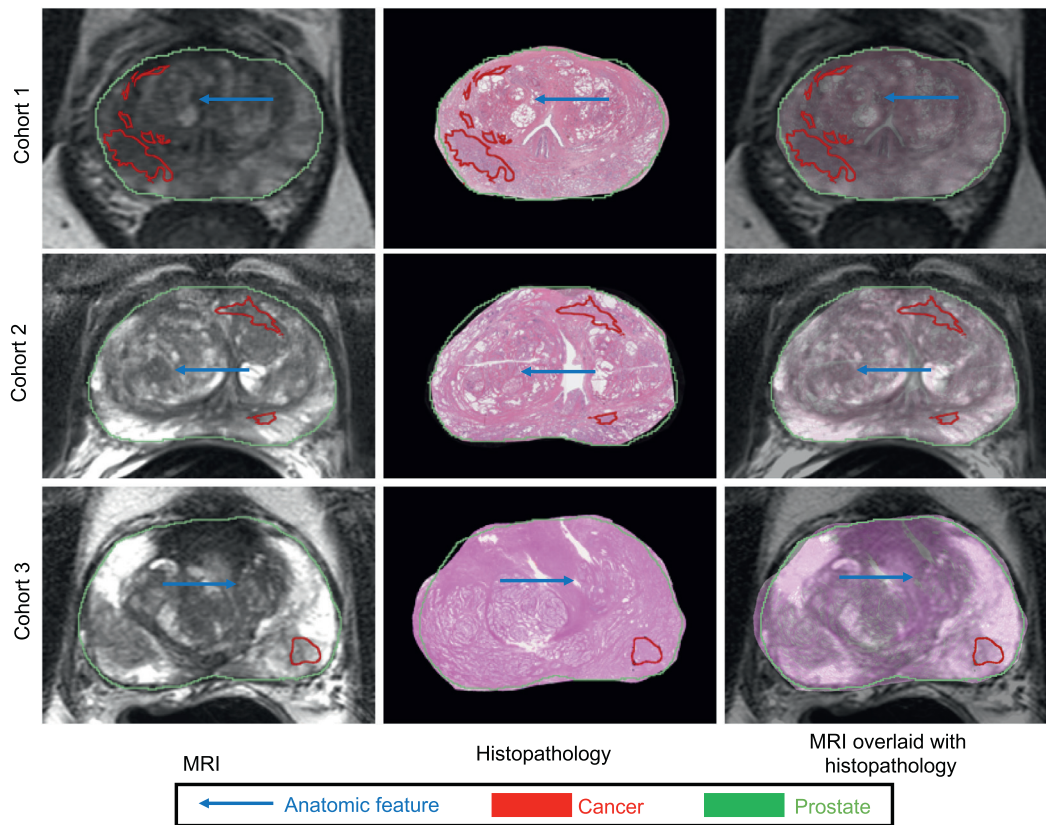 Cohort 1
Cohort 2
Cohort 3
MRI
Histopathology
MRI overlaid with
histopathology
Anatomic feature
Cancer
Prostate